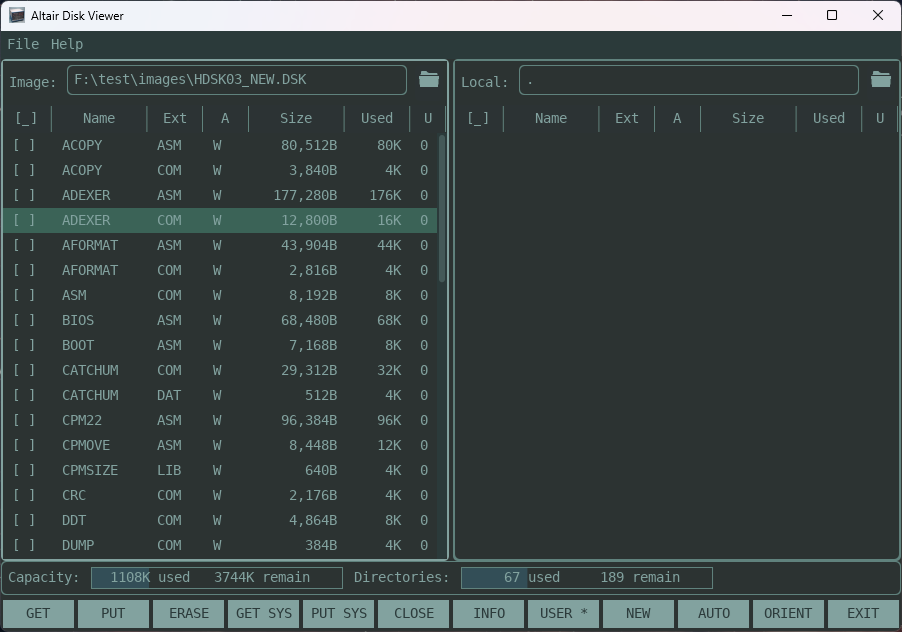 Altair Disk Viewer
File Help
Image: F:\test\images\HDSK03_NEW.DSK
Local: .
[_] Name Ext A Size Used U
[_] Name Ext A Size Used U
[ ] ACOPY ASM W 80,512B 80K 0
[ ] ACOPY COM W 3,840B 4K 0
[ ] ADEXER ASM W 177,280B 176K 0
[ ] ADEXER COM W 12,800B 16K 0
[ ] AFORMAT ASM W 43,904B 44K 0
[ ] AFORMAT COM W 2,816B 4K 0
[ ] ASM COM W 8,192B 8K 0
[ ] BIOS ASM W 68,480B 68K 0
[ ] BOOT ASM W 7,168B 8K 0
[ ] CATCHUM COM W 29,312B 32K 0
[ ] CATCHUM DAT W 512B 4K 0
[ ] CPM22 ASM W 96,384B 96K 0
[ ] CPMOVE ASM W 8,448B 12K 0
[ ] CPMSIZE LIB W 640B 4K 0
[ ] CRC COM W 2,176B 4K 0
[ ] DDT COM W 4,864B 8K 0
[ ] DUMP COM W 384B 4K 0
Capacity: 1108K used 3744K remain Directories: 67 used 189 remain
GET PUT ERASE GET SYS PUT SYS CLOSE INFO USER * NEW AUTO ORIENT EXIT